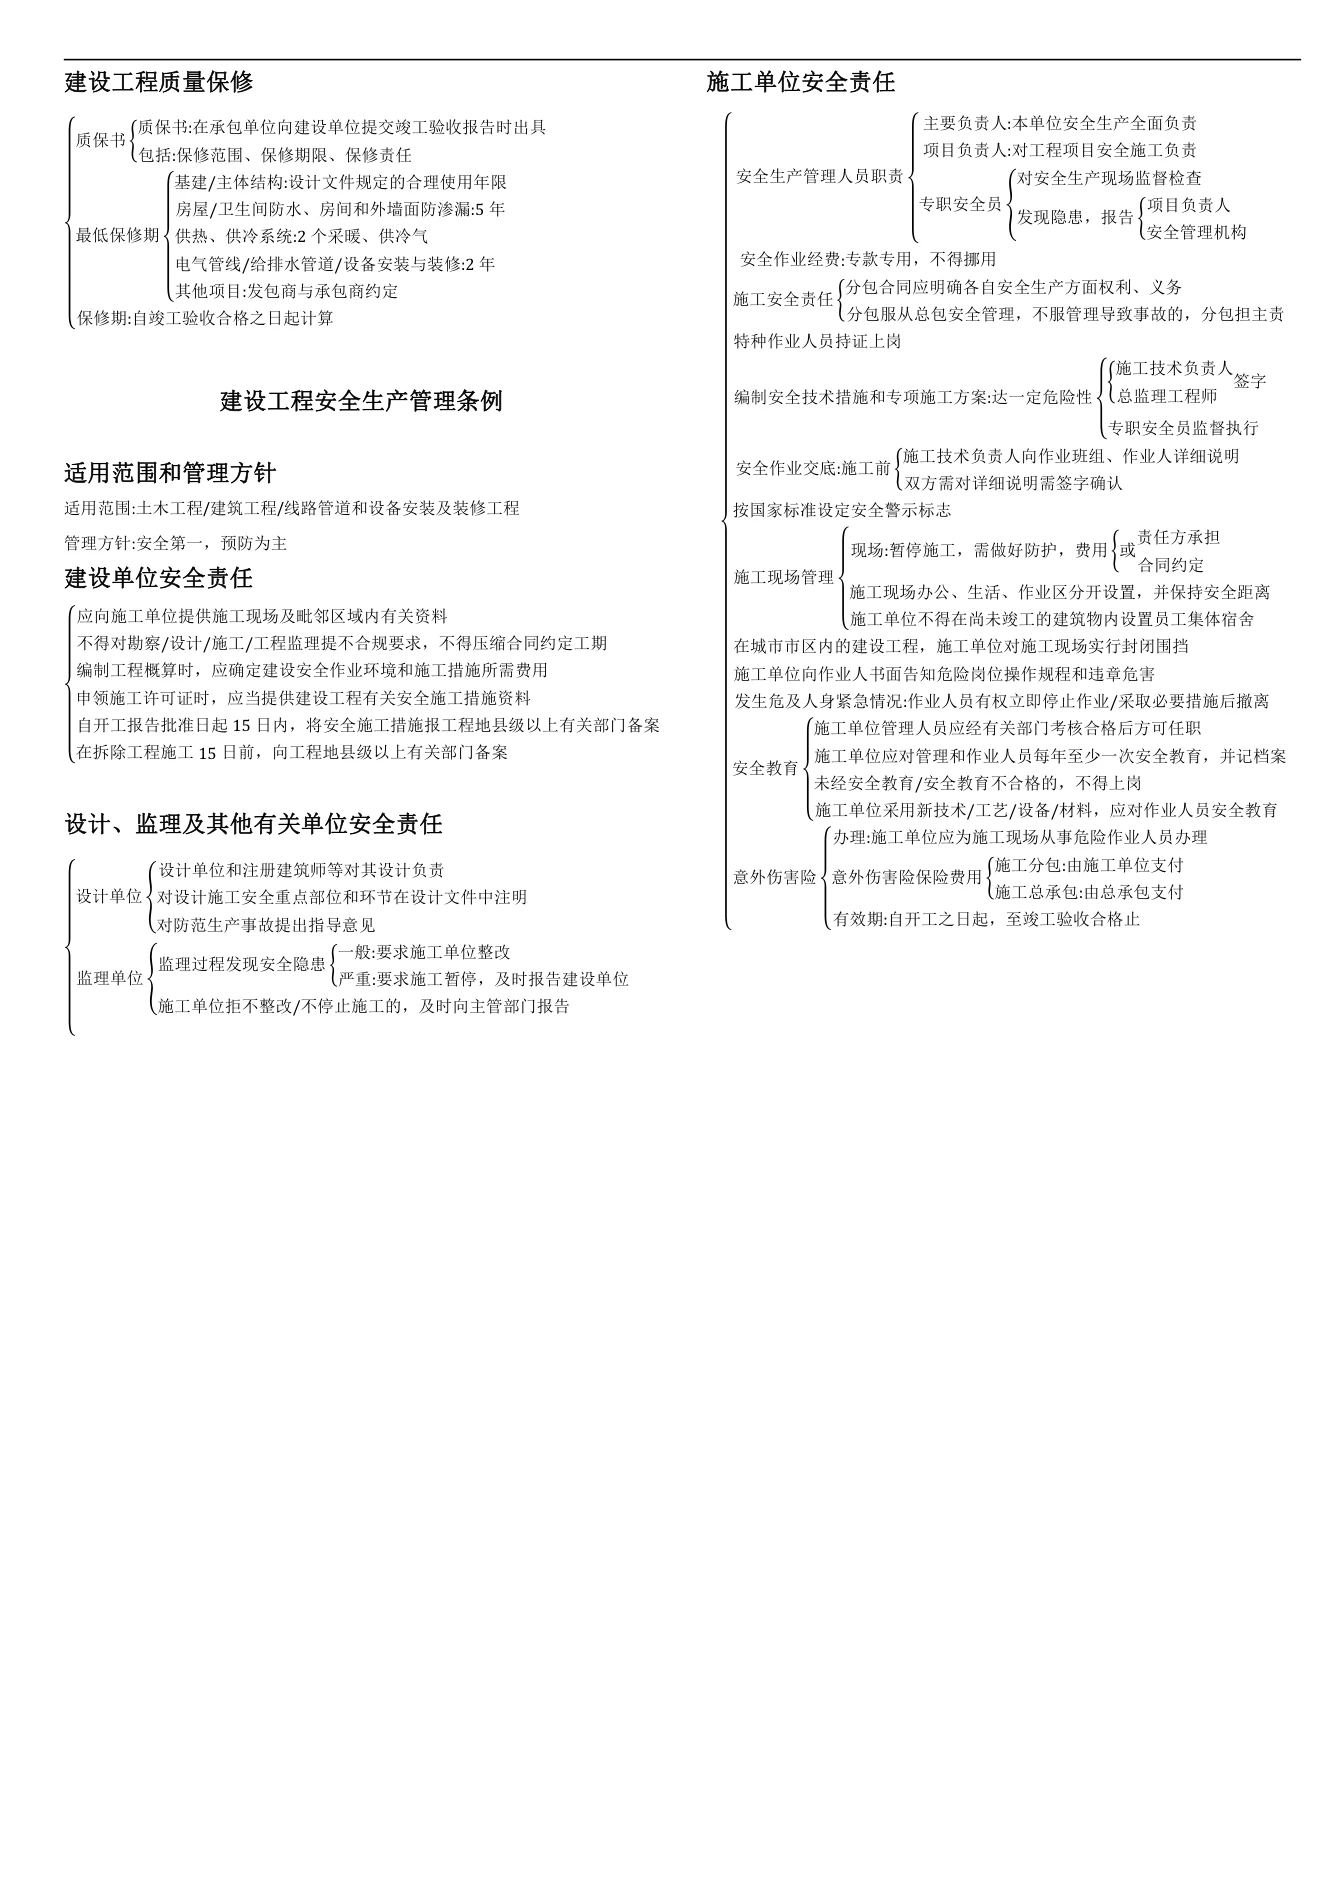 建设工程质量保修
质保书
质保书:在承包单位向建设单位提交竣工验收报告时出具
包括:保修范围、保修期限、保修责任
最低保修期
基建/主体结构:设计文件规定的合理使用年限
房屋/卫生间防水、房间和外墙面防渗漏:5 年
供热、供冷系统:2 个采暖、供冷气
电气管线/给排水管道/设备安装与装修:2 年
其他项目:发包商与承包商约定
保修期:自竣工验收合格之日起计算
建设工程安全生产管理条例
适用范围和管理方针
适用范围:土木工程/建筑工程/线路管道和设备安装及装修工程
管理方针:安全第一，预防为主
建设单位安全责任
应向施工单位提供施工现场及毗邻区域内有关资料
不得对勘察/设计/施工/工程监理提不合规要求，不得压缩合同约定工期
编制工程概算时，应确定建设安全作业环境和施工措施所需费用
申领施工许可证时，应当提供建设工程有关安全施工措施资料
自开工报告批准日起 15 日内，将安全施工措施报工程地县级以上有关部门备案
在拆除工程施工 15 日前，向工程地县级以上有关部门备案
设计、监理及其他有关单位安全责任
设计单位
设计单位和注册建筑师等对其设计负责
对设计施工安全重点部位和环节在设计文件中注明
对防范生产事故提出指导意见
监理单位
监理过程发现安全隐患
一般:要求施工单位整改
严重:要求施工暂停，及时报告建设单位
施工单位拒不整改/不停止施工的，及时向主管部门报告
施工单位安全责任
安全生产管理人员职责
主要负责人:本单位安全生产全面负责
项目负责人:对工程项目安全施工负责
专职安全员
对安全生产现场监督检查
发现隐患，报告
项目负责人
安全管理机构
安全作业经费:专款专用，不得挪用
施工安全责任
分包合同应明确各自安全生产方面权利、义务
分包服从总包安全管理，不服管理导致事故的，分包担主责
特种作业人员持证上岗
编制安全技术措施和专项施工方案:达一定危险性
施工技术负责人
总监理工程师
签字
专职安全员监督执行
安全作业交底:施工前
施工技术负责人向作业班组、作业人详细说明
双方需对详细说明需签字确认
按国家标准设定安全警示标志
施工现场管理
现场:暂停施工，需做好防护，费用
或
责任方承担
合同约定
施工现场办公、生活、作业区分开设置，并保持安全距离
施工单位不得在尚未竣工的建筑物内设置员工集体宿舍
在城市市区内的建设工程，施工单位对施工现场实行封闭围挡
施工单位向作业人书面告知危险岗位操作规程和违章危害
发生危及人身紧急情况:作业人员有权立即停止作业/采取必要措施后撤离
安全教育
施工单位管理人员应经有关部门考核合格后方可任职
施工单位应对管理和作业人员每年至少一次安全教育，并记档案
未经安全教育/安全教育不合格的，不得上岗
施工单位采用新技术/工艺/设备/材料，应对作业人员安全教育
意外伤害险
办理:施工单位应为施工现场从事危险作业人员办理
意外伤害险保险费用
施工分包:由施工单位支付
施工总承包:由总承包支付
有效期:自开工之日起，至竣工验收合格止